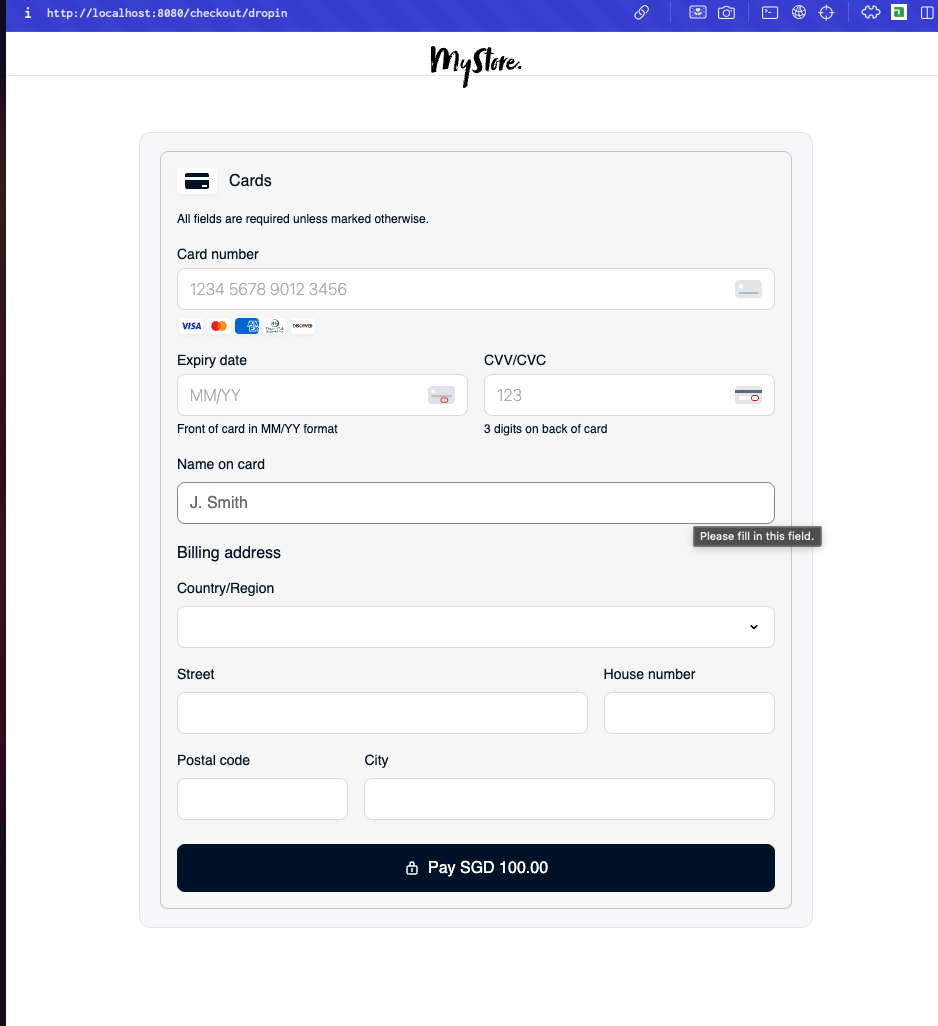 http://localhost:8080/checkout/dropin
MyStore.
Cards
All fields are required unless marked otherwise.
Card number
1234 5678 9012 3456
VISA DISCOVER
Expiry date
CVV/CVC
MM/YY
123
Front of card in MM/YY format
3 digits on back of card
Name on card
J. Smith
Please fill in this field.
Billing address
Country/Region
Street
House number
Postal code
City
Pay SGD 100.00